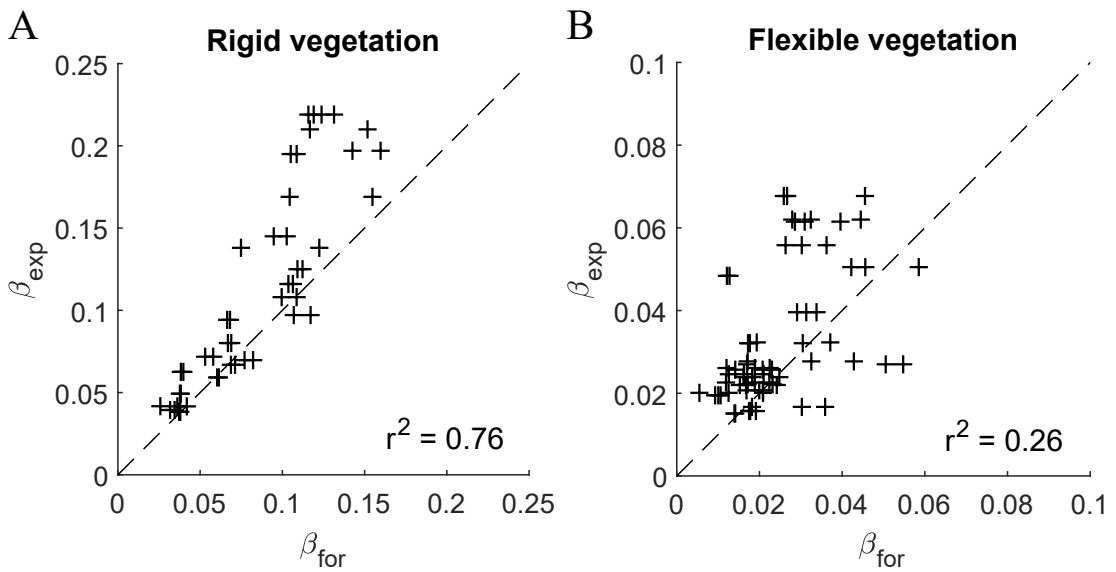 A
Rigid vegetation
0.25
0.2
0.15
0.1
0.05
0
β_exp
r² = 0.76
0 0.05 0.1 0.15 0.2 0.25
β_for
B
Flexible vegetation
0.1
0.08
0.06
0.04
0.02
0
β_exp
r² = 0.26
0 0.02 0.04 0.06 0.08 0.1
β_for